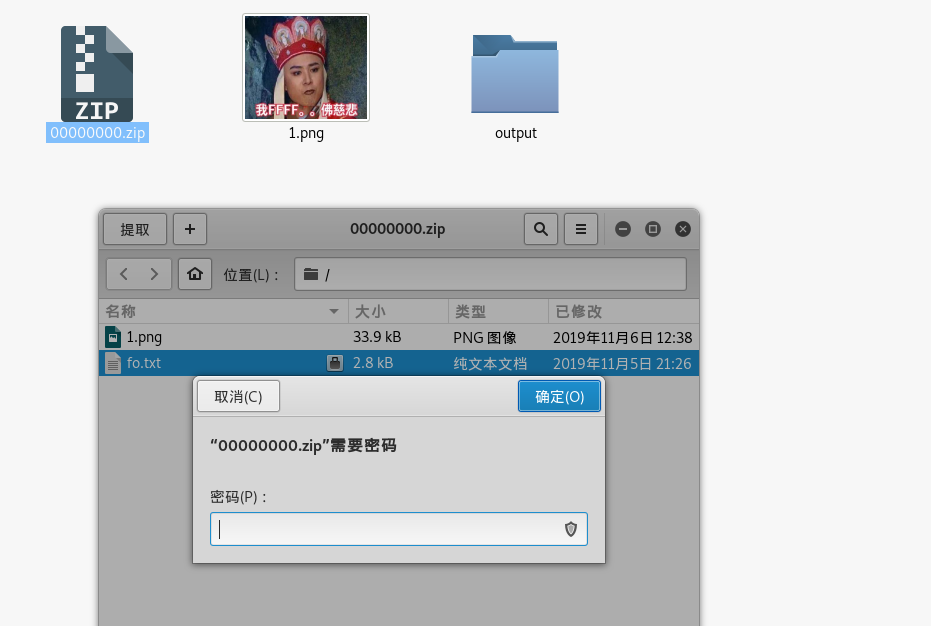 ZIP
00000000.zip
我FFFF。。佛慈悲
1.png
output
提取
00000000.zip
位置(L)： /
名称 大小 类型 已修改
1.png 33.9 kB PNG 图像 2019年11月6日 12:38
fo.txt 2.8 kB 纯文本文档 2019年11月5日 21:26
取消(C) 确定(O)
“00000000.zip”需要密码
密码(P)：